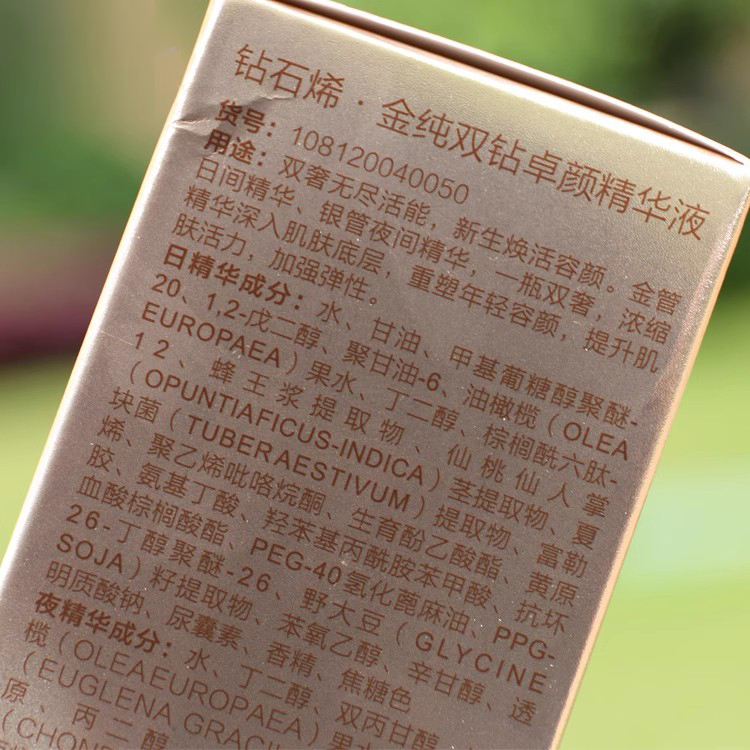 钻石烯·金纯双钻卓颜精华液
货号：108120040050
用途：双奢无尽活能，新生焕活容颜。金管
日间精华、银管夜间精华，一瓶双奢，浓缩
精华深入肌肤底层，重塑年轻容颜，提升肌
肤活力，加强弹性。
日精华成分：水、甘油、甲基葡糖醇聚醚-
20、1,2-戊二醇、聚甘油-6、油橄榄（OLEA
EUROPAEA）果水、丁二醇、棕榈酰六肽-
12、蜂王浆提取物、仙桃仙人掌
（OPUNTIAFICUS-INDICA）茎提取物、夏
块菌（TUBERAESTIVUM）提取物、富勒
烯、聚乙烯吡咯烷酮、生育酚乙酸酯、黄原
胶、氨基丁酸、羟苯基丙酰胺苯甲酸、抗坏
血酸棕榈酸酯、PEG-40氢化蓖麻油、PPG-
26-丁醇聚醚-26、野大豆（GLYCINE
SOJA）籽提取物、苯氧乙醇、辛甘醇、透
明质酸钠、尿囊素、香精、焦糖色
夜精华成分：水、丁二醇、双丙甘醇、
榄（OLEAEUROPAEA）果水
（EUGLENA GRACIL
原、丙二醇
（CHOND